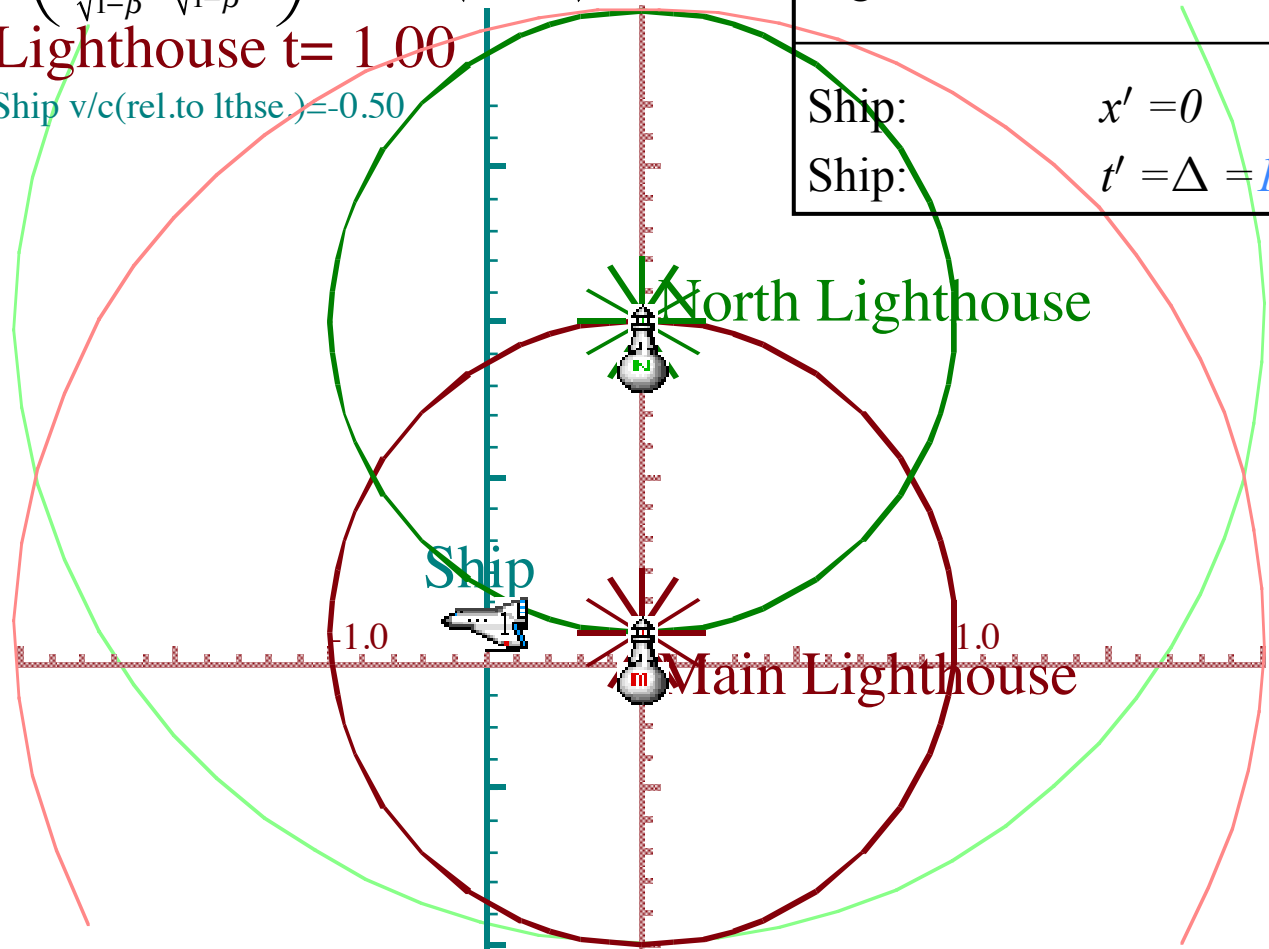 √1−β
Lighthouse t= 1.00
Ship v/c(rel.to lthse.)=-0.50
Ship: x′ =0
Ship: t′ =Δ =
North Lighthouse
N
Ship
-1.0
1.0
Main Lighthouse
m